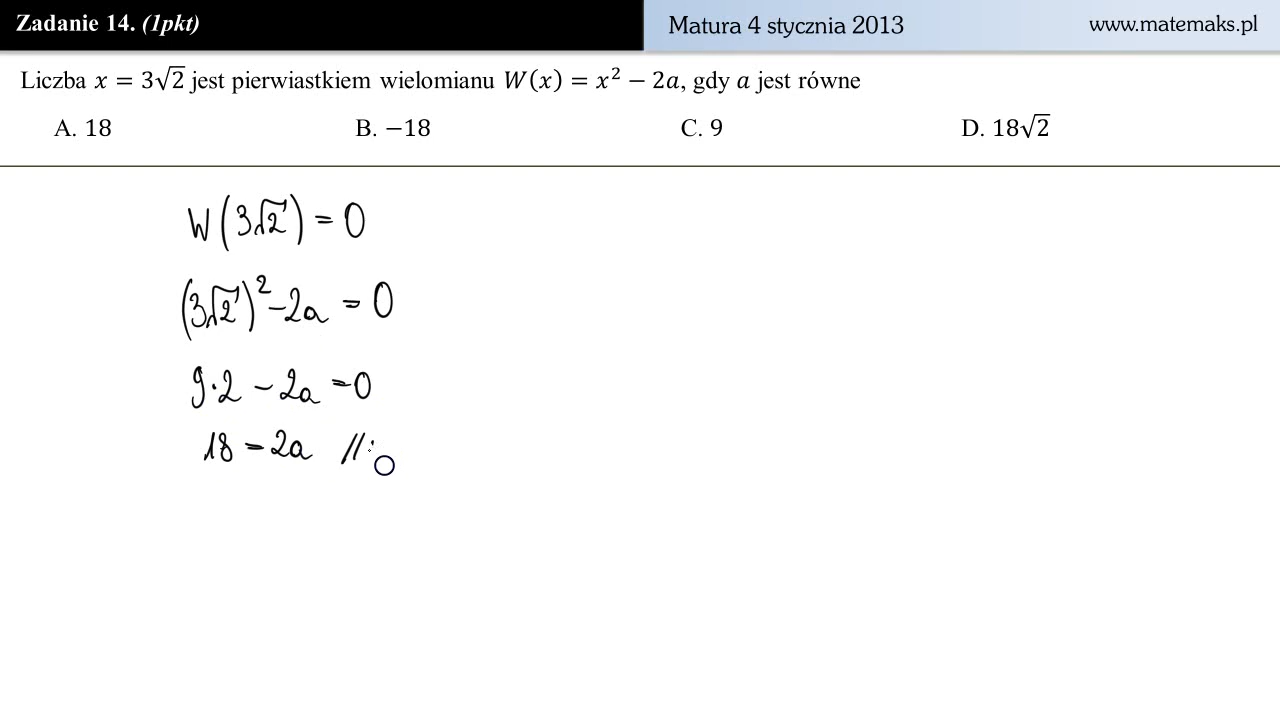 Zadanie 14. (1pkt)
Matura 4 stycznia 2013
www.matemaks.pl
Liczba x = 3√2 jest pierwiastkiem wielomianu W(x) = x² − 2a, gdy a jest równe
A. 18 B. −18 C. 9 D. 18√2
W(3√2) = 0
(3√2)² − 2a = 0
9·2 − 2a = 0
18 = 2a //: